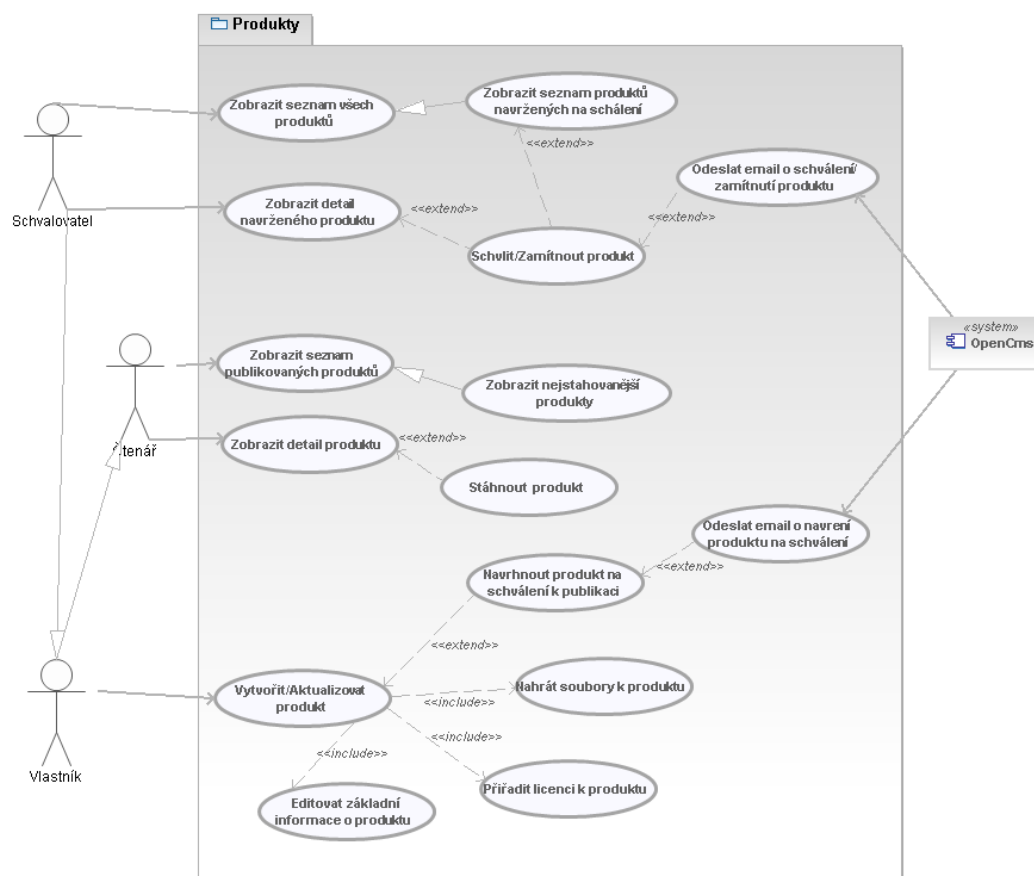 Produkty
Zobrazit seznam všech
produktů
Zobrazit seznam produktů
navržených na schálení
<<extend>>
Odeslat email o schválení/
zamítnutí produktu
Schvalovatel
Zobrazit detail
navrženého produktu
<<extend>>
<<extend>>
Schvlit/Zamítnout produkt
«system»
OpenCms
Zobrazit seznam
publikovaných produktů
Zobrazit nejstahovanější
produkty
čtenář
Zobrazit detail produktu
<<extend>>
Stáhnout produkt
Odeslat email o navrení
produktu na schválení
<<extend>>
Navrhnout produkt na
schválení k publikaci
<<extend>>
Vlastník
Vytvořit/Aktualizovat
produkt
Nahrát soubory k produktu
<<include>>
<<include>>
<<include>>
Přiřadit licenci k produktu
Editovat základní
informace o produktu